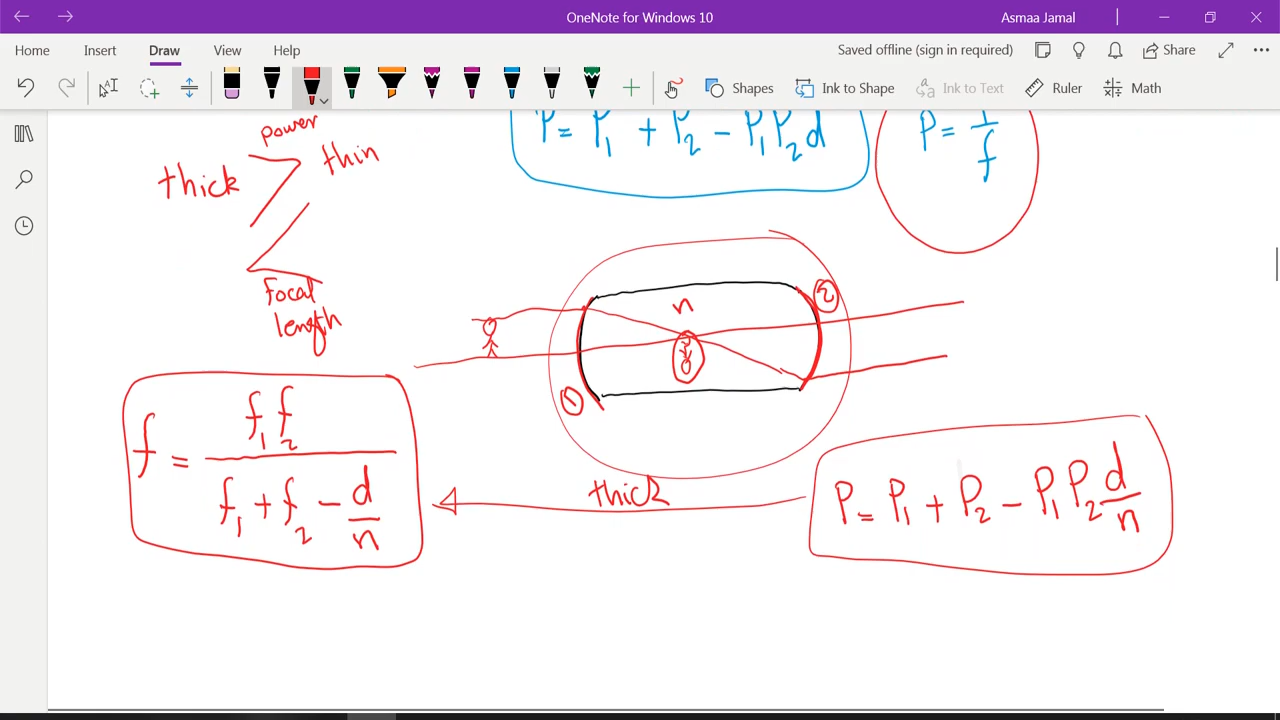 OneNote for Windows 10
Asmaa Jamal
Home Insert Draw View Help
Saved offline (sign in required)
Share
Shapes
Ink to Shape
Ink to Text
Ruler
Math
power
thick
thin
Focal
length
P = P₁ + P₂ - P₁P₂d
P = 1/f
n
2
1
f = f₁f₂ / (f₁ + f₂ - d/n)
thick
P = P₁ + P₂ - P₁P₂ d/n